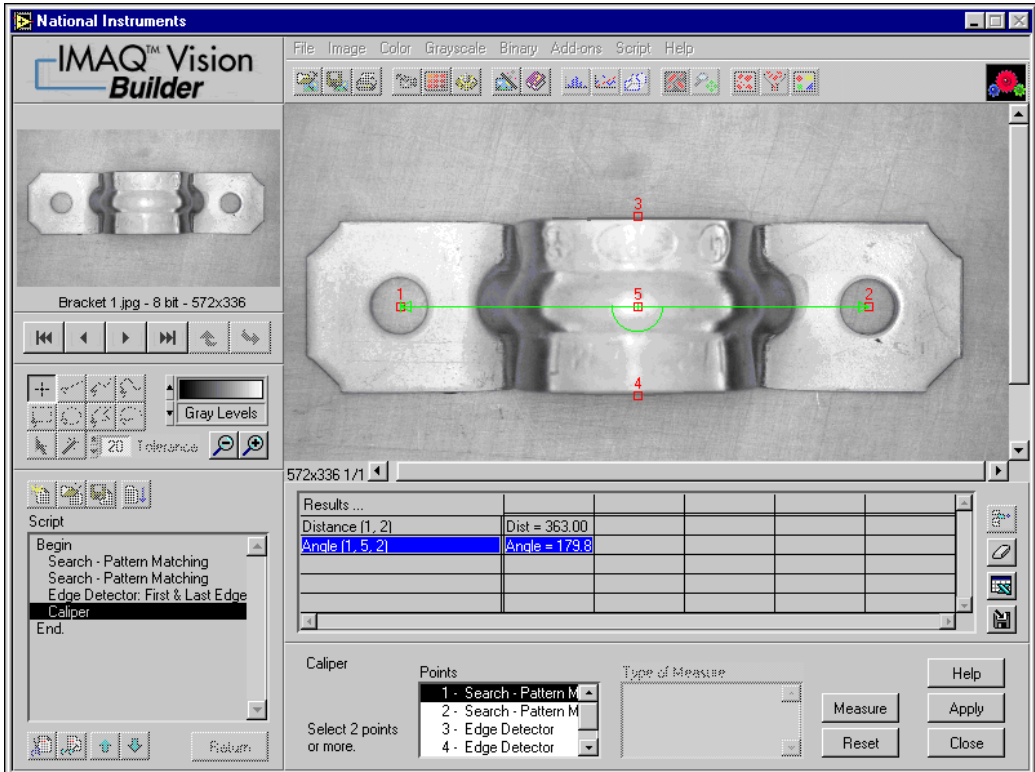 National Instruments
IMAQ™ Vision
Builder
File Image Color Grayscale Binary Add-ons Script Help
Bracket 1.jpg - 8 bit - 572x336
3
1
5
2
4
Gray Levels
20 Tolerance
572x336 1/1
Results ...
Distance (1, 2) Dist = 363.00
Angle (1, 5, 2) Angle = 179.8
Script
Begin
Search - Pattern Matching
Search - Pattern Matching
Edge Detector: First & Last Edge
Caliper
End.
Return
Caliper
Select 2 points
or more.
Points
1 - Search - Pattern M
2 - Search - Pattern M
3 - Edge Detector
4 - Edge Detector
Type of Measure
Measure
Reset
Help
Apply
Close